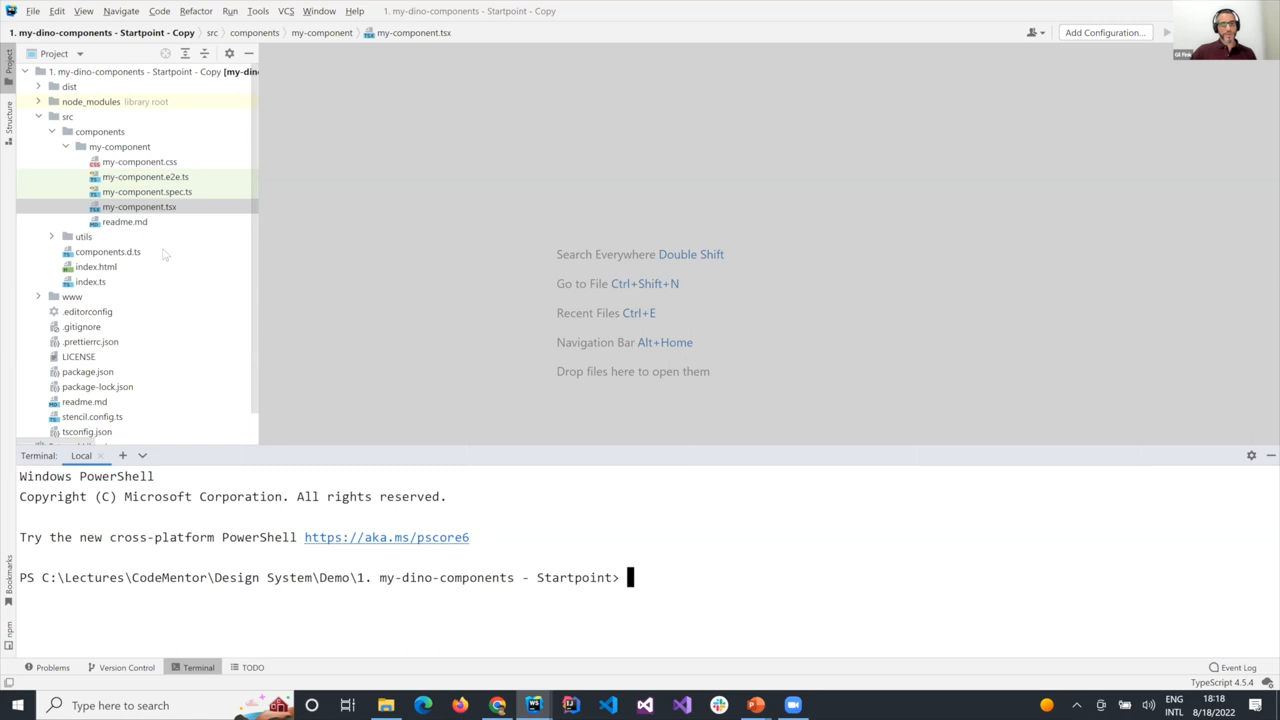 File Edit View Navigate Code Refactor Run Tools VCS Window Help 1. my-dino-components - Startpoint - Copy
1. my-dino-components - Startpoint - Copy src components my-component my-component.tsx Add Configuration...
Gil Fink
Project
Project
Structure
1. my-dino-components - Startpoint - Copy [my-din
dist
node_modules library root
src
components
my-component
my-component.css
my-component.e2e.ts
my-component.spec.ts
my-component.tsx
readme.md
utils
components.d.ts
index.html
index.ts
www
.editorconfig
.gitignore
.prettierrc.json
LICENSE
package.json
package-lock.json
readme.md
stencil.config.ts
tsconfig.json
Search Everywhere Double Shift
Go to File Ctrl+Shift+N
Recent Files Ctrl+E
Navigation Bar Alt+Home
Drop files here to open them
Terminal: Local
Windows PowerShell
Copyright (C) Microsoft Corporation. All rights reserved.
Try the new cross-platform PowerShell https://aka.ms/pscore6
PS C:\Lectures\CodeMentor\Design System\Demo\1. my-dino-components - Startpoint>
Bookmarks
npm
Problems Version Control Terminal TODO Event Log
TypeScript 4.5.4
Type here to search
ENG
INTL
18:18
8/18/2022